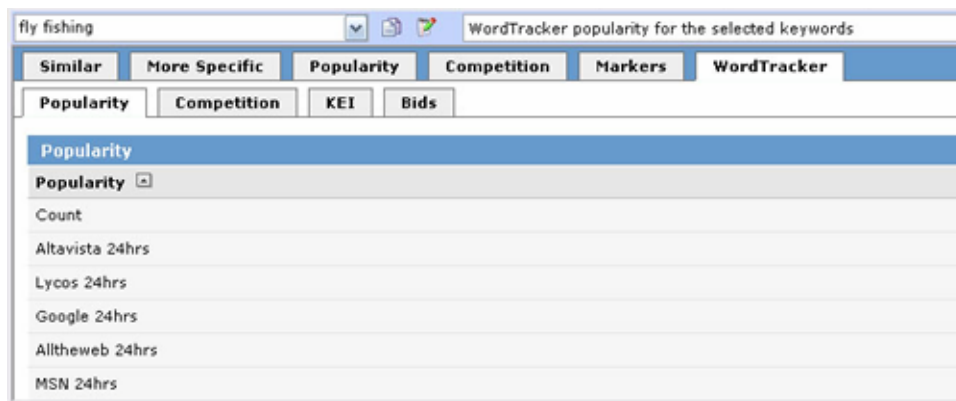 fly fishing WordTracker popularity for the selected keywords
Similar More Specific Popularity Competition Markers WordTracker
Popularity Competition KEI Bids
Popularity
Popularity
Count
Altavista 24hrs
Lycos 24hrs
Google 24hrs
Alltheweb 24hrs
MSN 24hrs